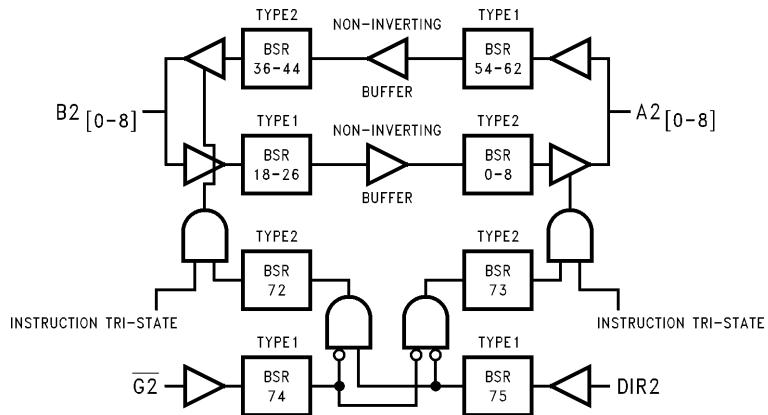 TYPE2 NON-INVERTING TYPE1
BSR 36-44
BSR 54-62
BUFFER
B2[0-8]
A2[0-8]
TYPE1 NON-INVERTING TYPE2
BSR 18-26
BSR 0-8
BUFFER
TYPE2 TYPE2
BSR 72
BSR 73
INSTRUCTION TRI-STATE INSTRUCTION TRI-STATE
TYPE1 TYPE1
G2
BSR 74
BSR 75
DIR2